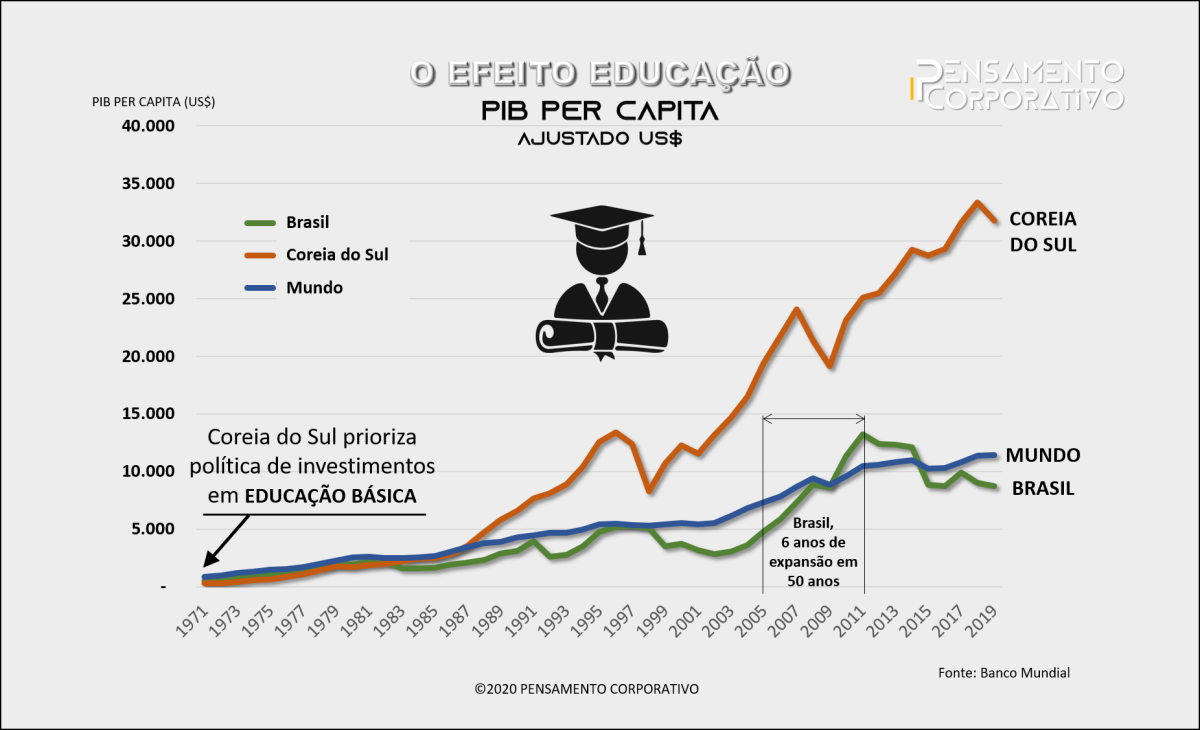 O EFEITO EDUCAÇÃO
PIB PER CAPITA
AJUSTADO US$
PENSAMENTO
CORPORATIVO
PIB PER CAPITA (US$)
40.000
35.000
30.000
25.000
20.000
15.000
10.000
5.000
-
Brasil
Coreia do Sul
Mundo
COREIA
DO SUL
MUNDO
BRASIL
Coreia do Sul prioriza
política de investimentos
em EDUCAÇÃO BÁSICA
Brasil,
6 anos de
expansão em
50 anos
1971
1973
1975
1977
1979
1981
1983
1985
1987
1989
1991
1993
1995
1997
1999
2001
2003
2005
2007
2009
2011
2013
2015
2017
2019
Fonte: Banco Mundial
©2020 PENSAMENTO CORPORATIVO